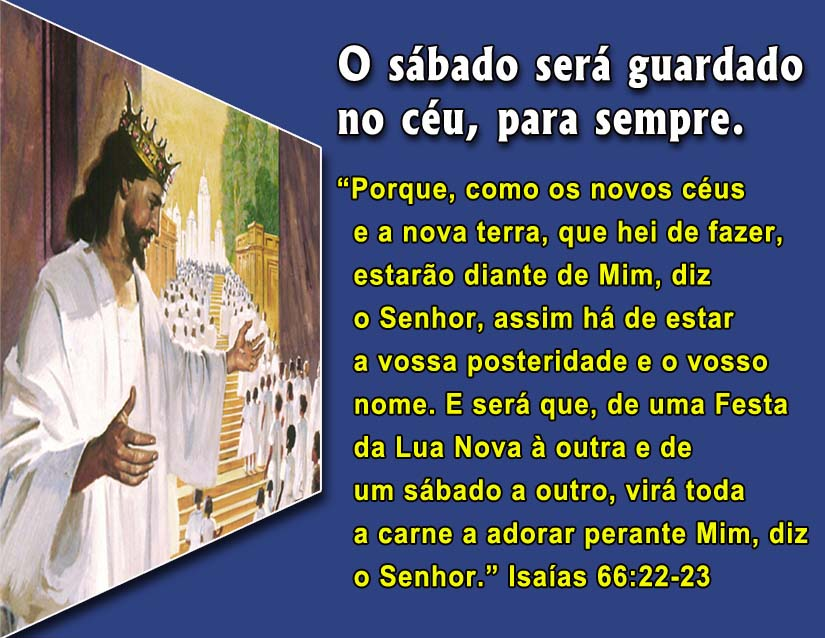 O sábado será guardado
no céu, para sempre.
“Porque, como os novos céus
e a nova terra, que hei de fazer,
estarão diante de Mim, diz
o Senhor, assim há de estar
a vossa posteridade e o vosso
nome. E será que, de uma Festa
da Lua Nova à outra e de
um sábado a outro, virá toda
a carne a adorar perante Mim, diz
o Senhor.” Isaías 66:22-23